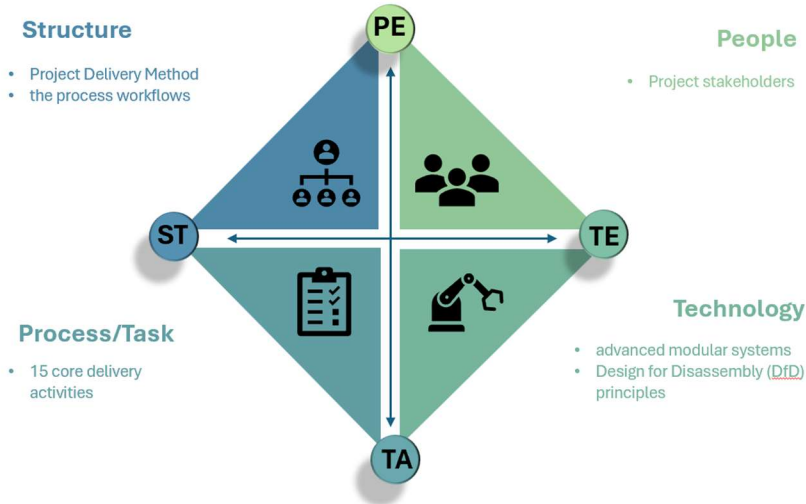 Structure
• Project Delivery Method
• the process workflows
PE
People
• Project stakeholders
ST
TE
Process/Task
• 15 core delivery
activities
Technology
• advanced modular systems
• Design for Disassembly (DfD)
principles
TA